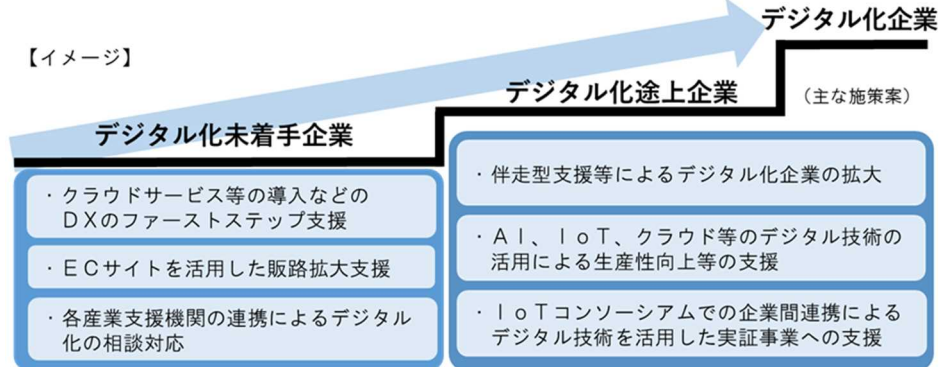 デジタル化企業
【イメージ】
デジタル化途上企業
（主な施策案）
デジタル化未着手企業
・クラウドサービス等の導入などの
ＤＸのファーストステップ支援
・ＥＣサイトを活用した販路拡大支援
・各産業支援機関の連携によるデジタル
化の相談対応
・伴走型支援等によるデジタル化企業の拡大
・ＡＩ、ＩｏＴ、クラウド等のデジタル技術の
活用による生産性向上等の支援
・ＩｏＴコンソーシアムでの企業間連携による
デジタル技術を活用した実証事業への支援